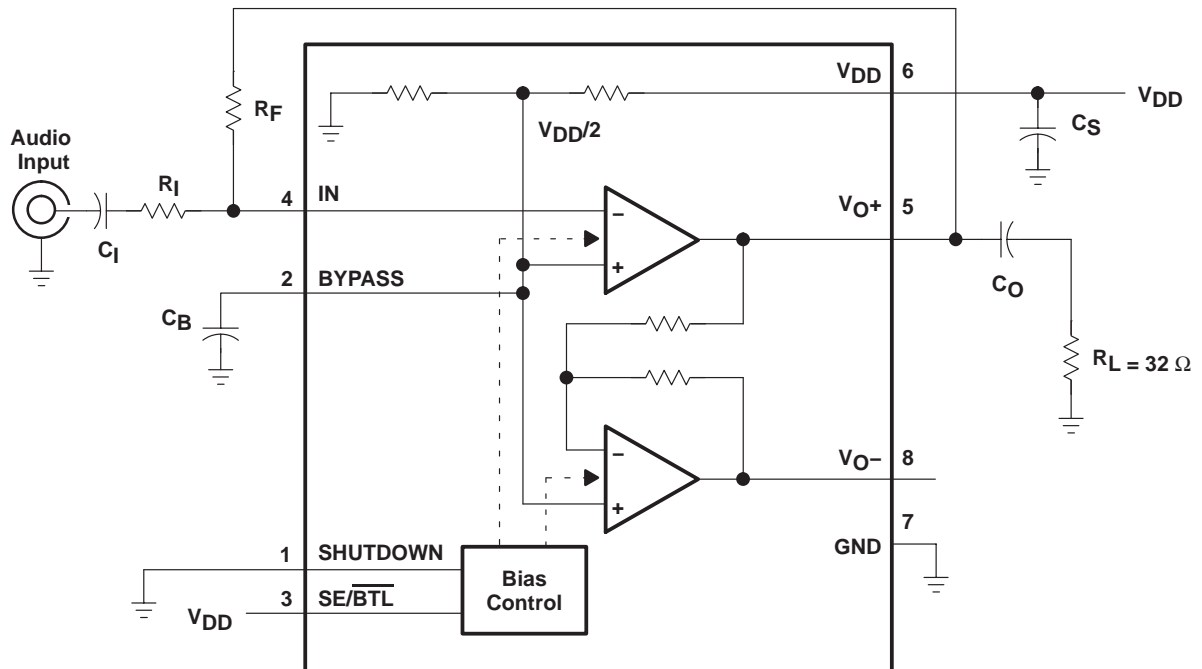 VDD 6
RF
VDD/2
CS
VDD
Audio
Input
RI
CI
4 IN
−
+
VO+ 5
CO
2 BYPASS
CB
RL = 32 Ω
−
+
VO− 8
7
GND
1 SHUTDOWN
3 SE/BTL
VDD
Bias
Control